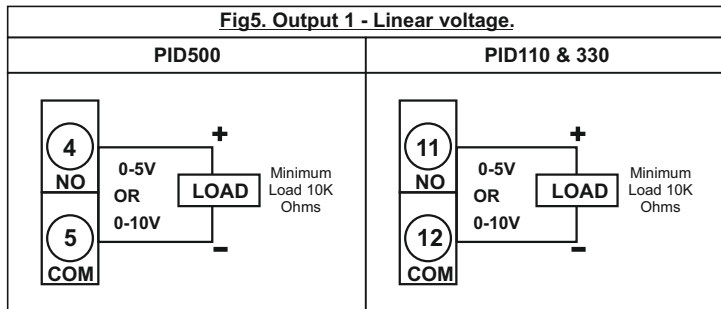 Fig5. Output 1 - Linear voltage.
PID500
PID110 & 330
4
NO
5
COM
0-5V
OR
0-10V
+
LOAD
–
Minimum
Load 10K
Ohms
11
NO
12
COM
0-5V
OR
0-10V
+
LOAD
–
Minimum
Load 10K
Ohms